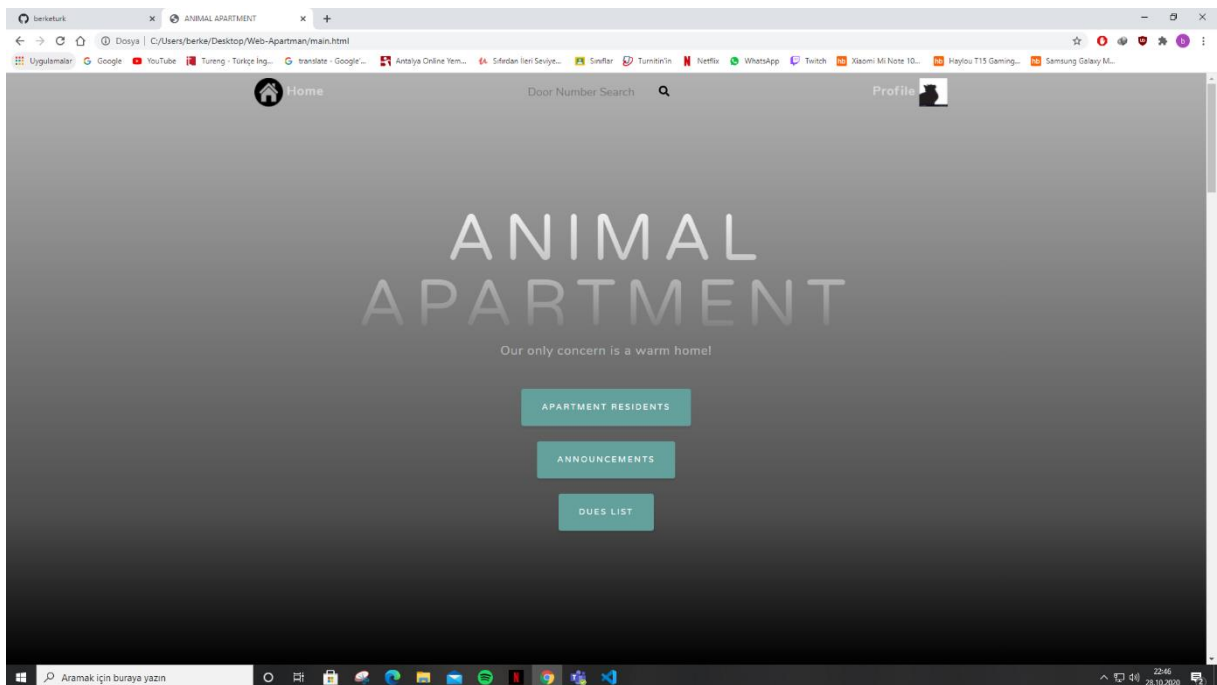 berketurk
ANIMAL APARTMENT
Dosya | C:/Users/berke/Desktop/Web-Apartman/main.html
Uygulamalar Google YouTube Tureng - Türkçe İng... translate - Google'... Antalya Online Yem... Sıfırdan İleri Seviye... Sınıflar Turnitin'in Netflix WhatsApp Twitch Xiaomi Mi Note 10... Haylou T15 Gaming... Samsung Galaxy M...
Home Door Number Search Profile
ANIMAL
APARTMENT
Our only concern is a warm home!
APARTMENT RESIDENTS
ANNOUNCEMENTS
DUES LIST
Aramak için buraya yazın
22:46
28.10.2020